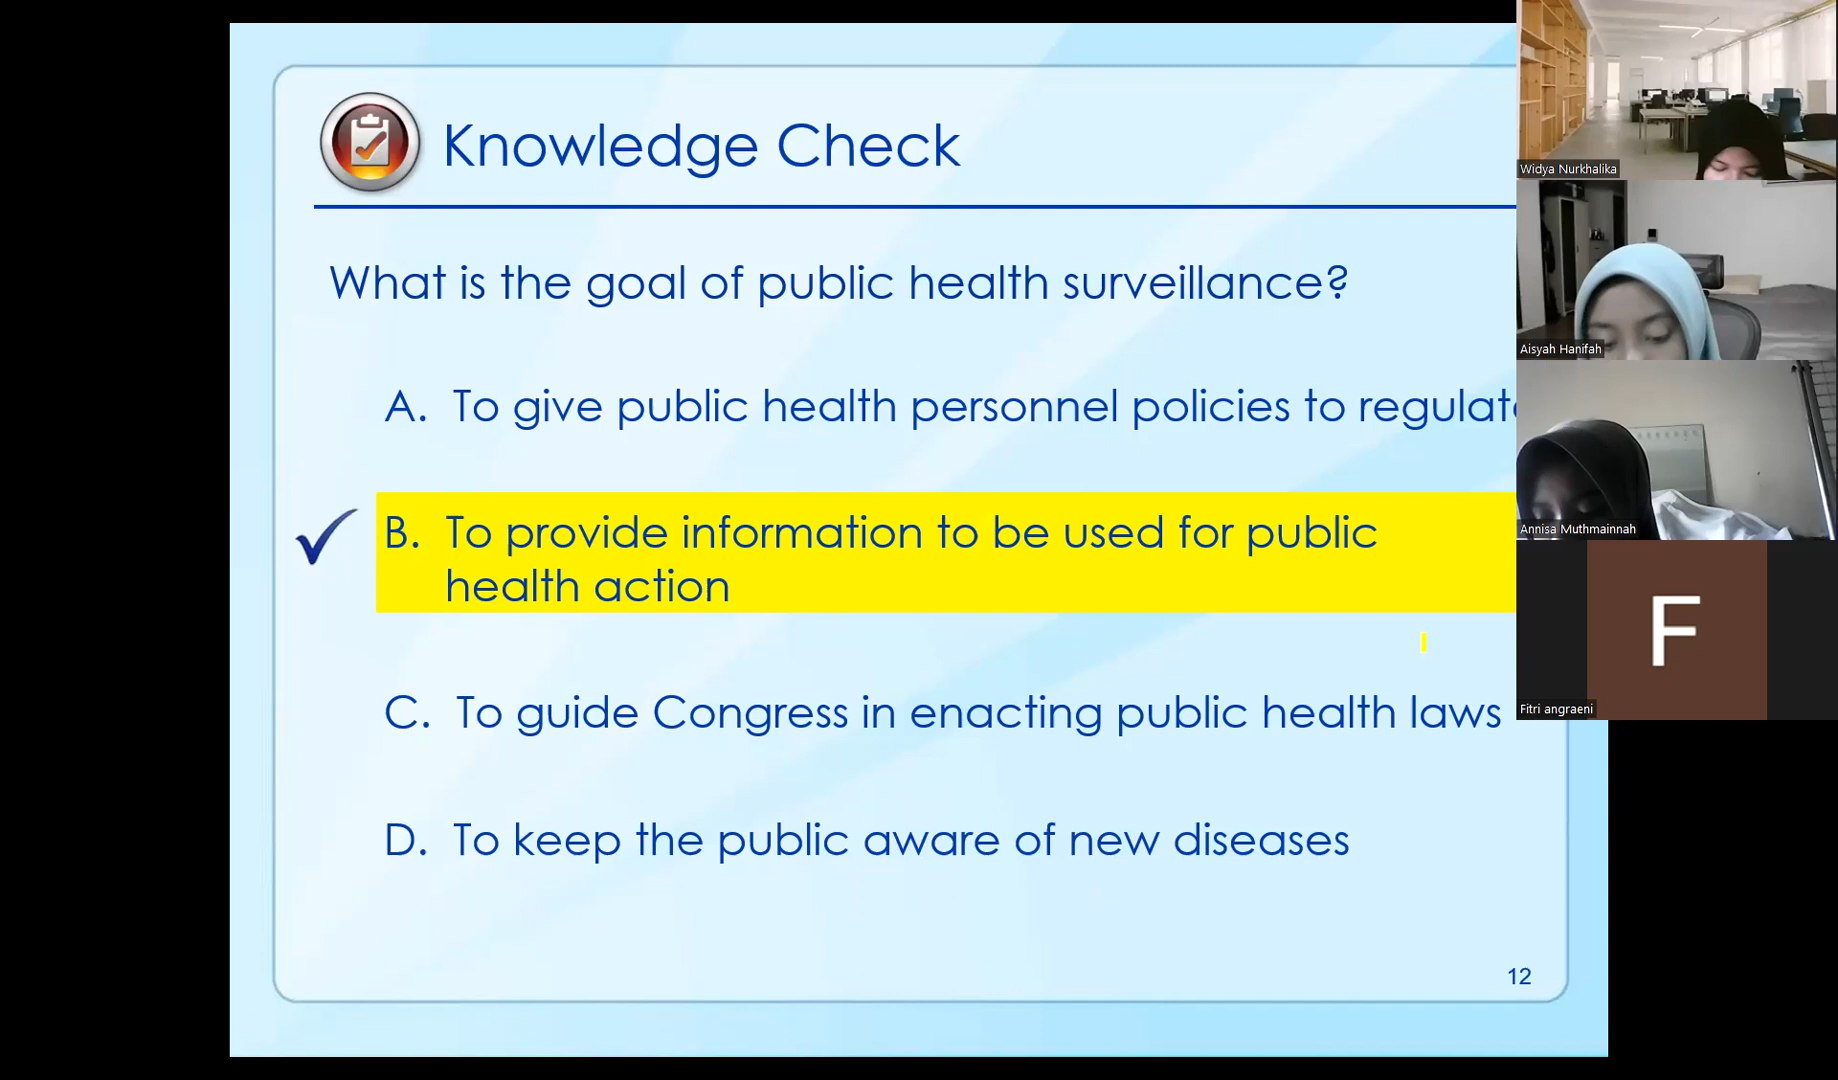 Knowledge Check
What is the goal of public health surveillance?
A. To give public health personnel policies to regulate
B. To provide information to be used for public
health action
C. To guide Congress in enacting public health laws
D. To keep the public aware of new diseases
12
Widya Nurkhalika
Aisyah Hanifah
Annisa Muthmainnah
F
Fitri angraeni